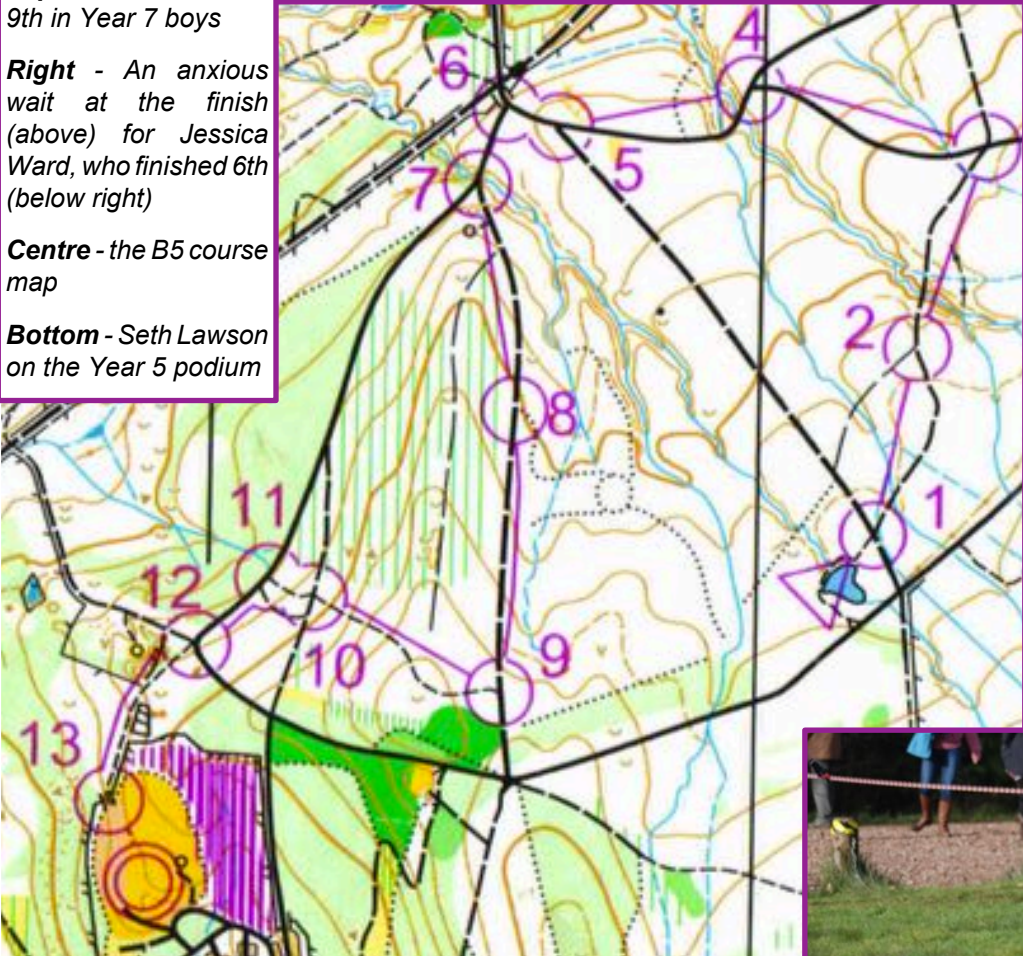 9th in Year 7 boys
Right - An anxious
wait at the finish
(above) for Jessica
Ward, who finished 6th
(below right)
Centre - the B5 course
map
Bottom - Seth Lawson
on the Year 5 podium
4
6
5
7
2
8
1
11
12
9
10
13